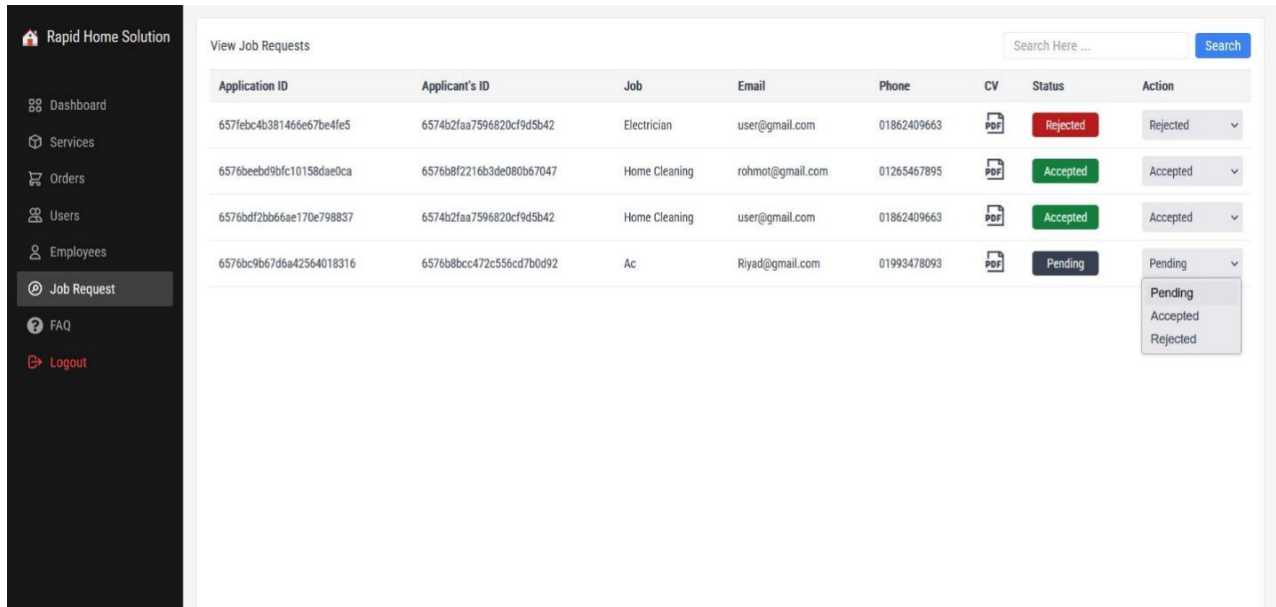 Rapid Home Solution
Dashboard
Services
Orders
Users
Employees
Job Request
FAQ
Logout
View Job Requests
Search Here ... Search
Application ID Applicant's ID Job Email Phone CV Status Action
657febc4b381466e67be4fe5 6574b2faa7596820cf9d5b42 Electrician user@gmail.com 01862409663 PDF Rejected Rejected
6576beebd9bfc10158dae0ca 6576b8f2216b3de080b67047 Home Cleaning rohmot@gmail.com 01265467895 PDF Accepted Accepted
6576bdf2bb66ae170e798837 6574b2faa7596820cf9d5b42 Home Cleaning user@gmail.com 01862409663 PDF Accepted Accepted
6576bc9b67d6a42564018316 6576b8bcc472c556cd7b0d92 Ac Riyad@gmail.com 01993478093 PDF Pending Pending
Pending
Accepted
Rejected